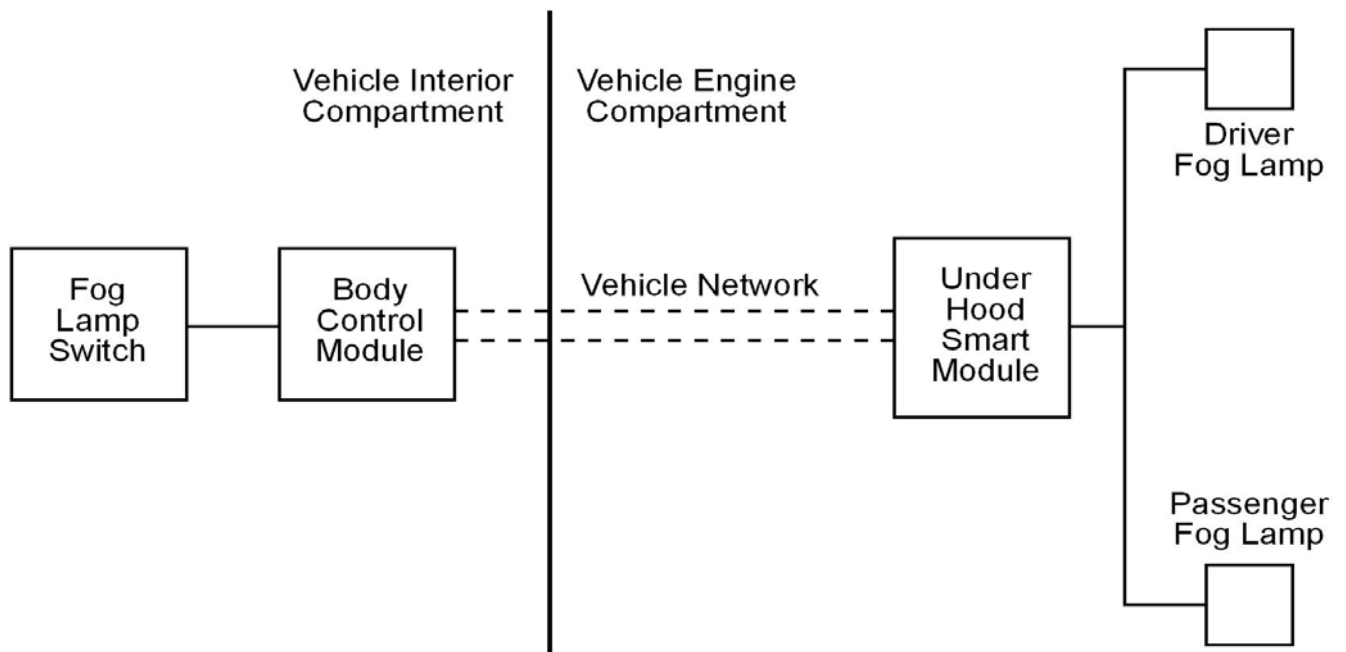 Vehicle Interior
Compartment
Vehicle Engine
Compartment
Driver
Fog Lamp
Fog
Lamp
Switch
Body
Control
Module
Vehicle Network
Under
Hood
Smart
Module
Passenger
Fog Lamp